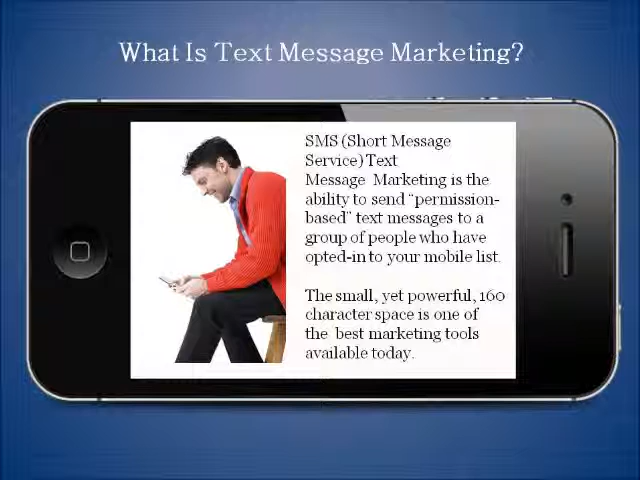 What Is Text Message Marketing?
SMS (Short Message
Service) Text
Message Marketing is the
ability to send “permission-
based” text messages to a
group of people who have
opted-in to your mobile list.
The small, yet powerful, 160
character space is one of
the best marketing tools
available today.